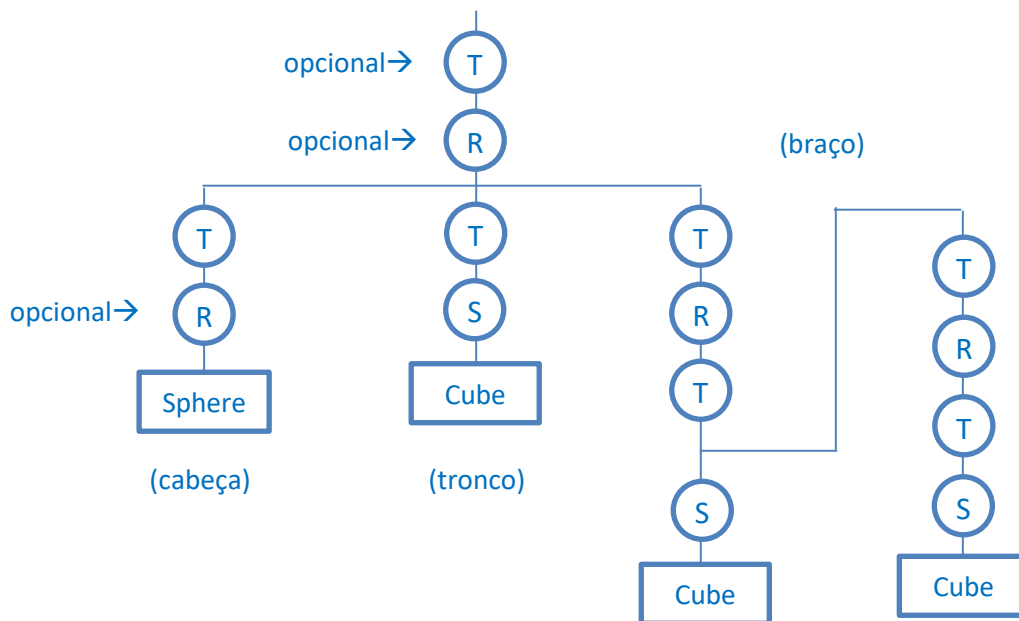 opcional→ T
opcional→ R
(braço)
T T T T
opcional→ R S R R
Sphere Cube T T
(cabeça) (tronco)
S S
Cube Cube